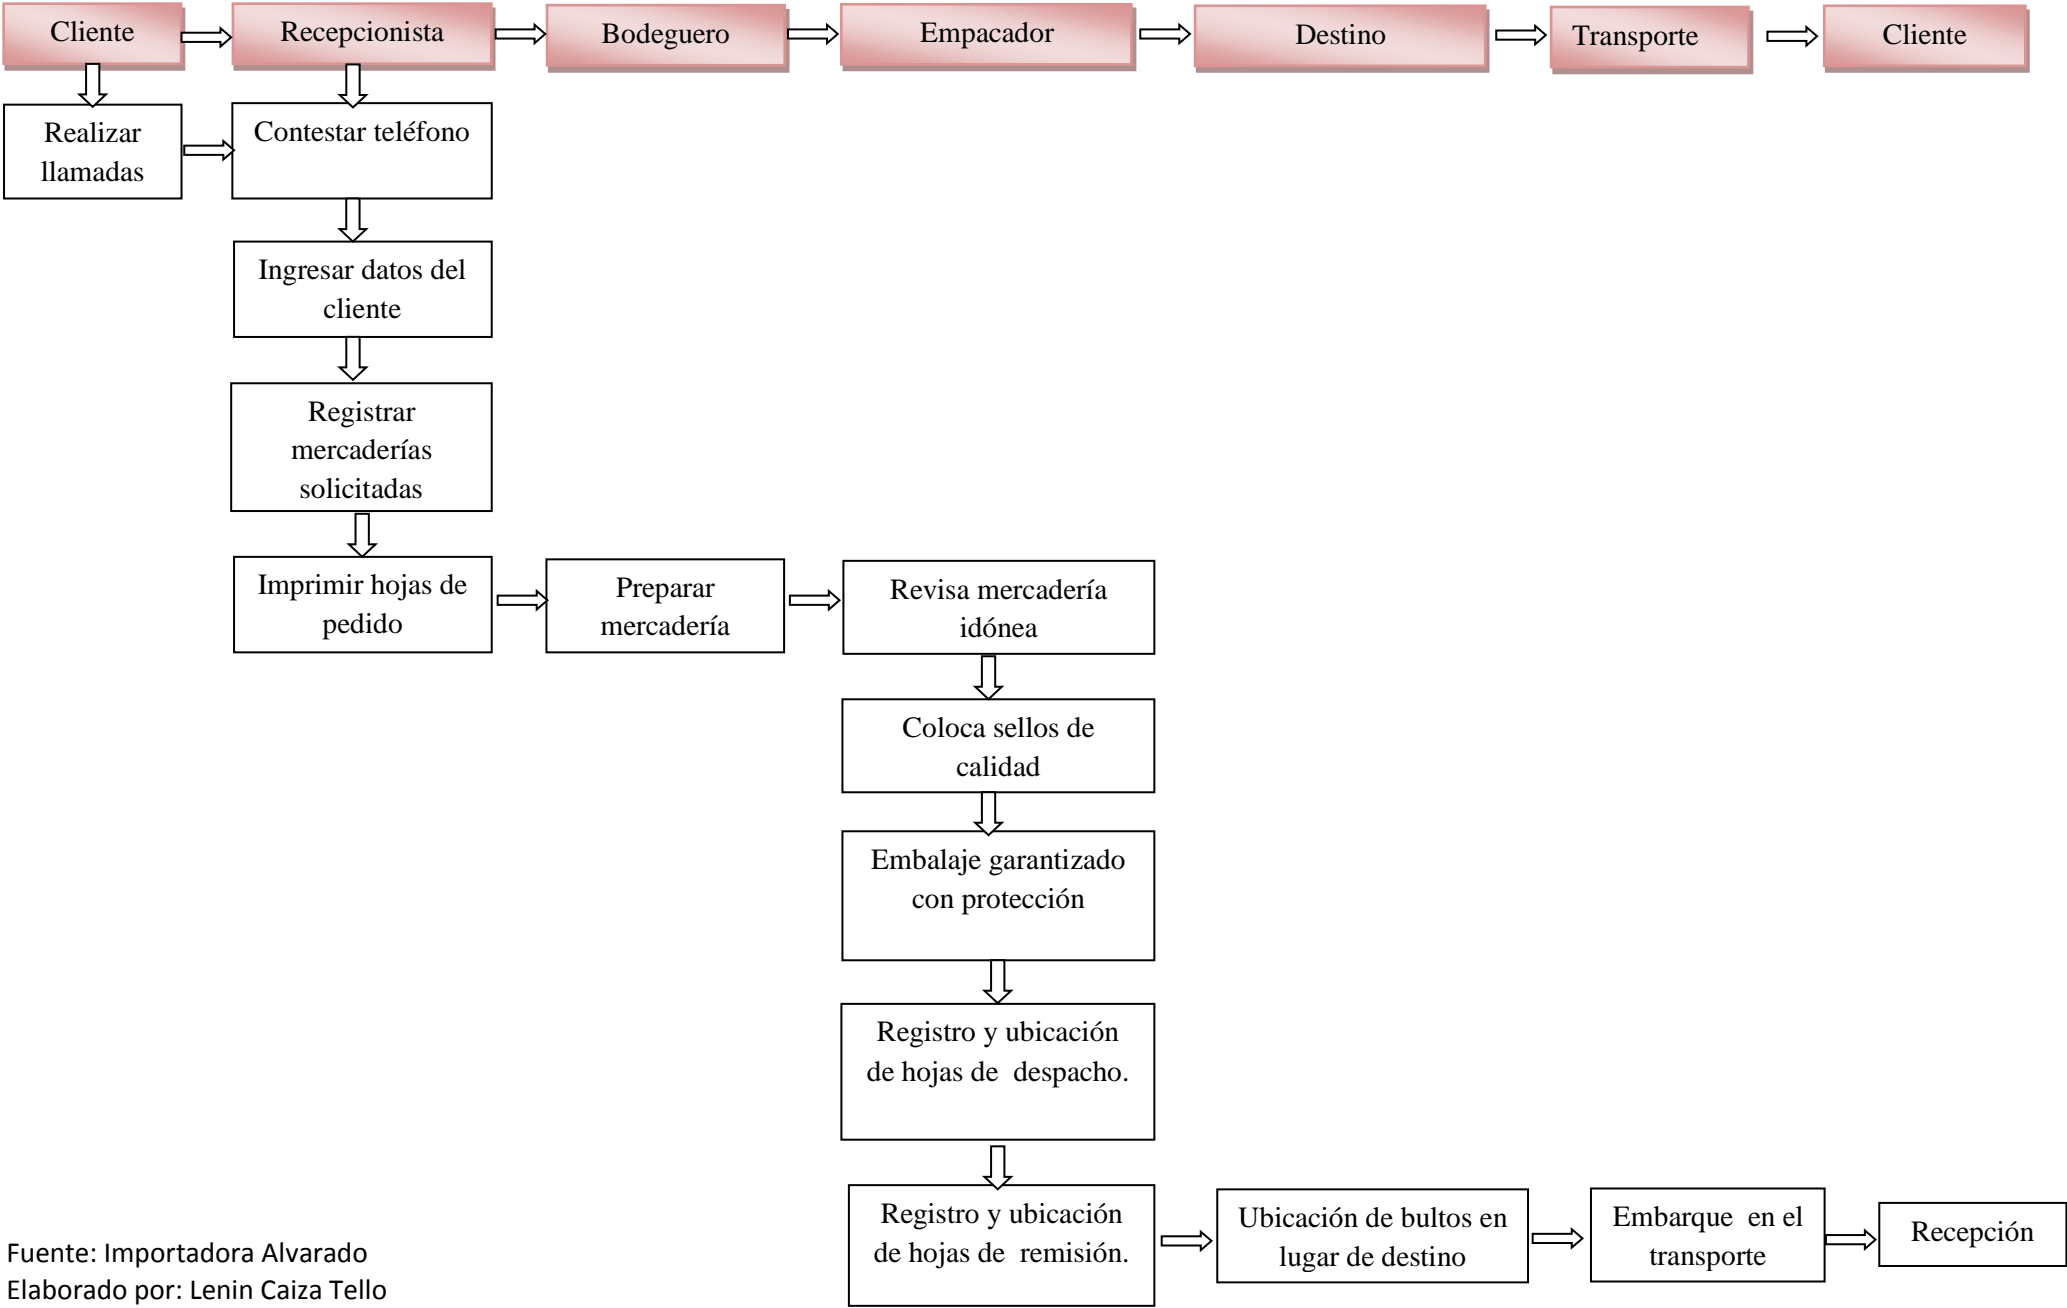 Cliente
Recepcionista
Bodeguero
Empacador
Destino
Transporte
Cliente
Realizar
llamadas
Contestar teléfono
Ingresar datos del
cliente
Registrar
mercaderías
solicitadas
Imprimir hojas de
pedido
Preparar
mercadería
Revisa mercadería
idónea
Coloca sellos de
calidad
Embalaje garantizado
con protección
Registro y ubicación
de hojas de  despacho.
Registro y ubicación
de hojas de  remisión.
Ubicación de bultos en
lugar de destino
Embarque  en el
transporte
Recepción
Fuente: Importadora Alvarado
Elaborado por: Lenin Caiza Tello